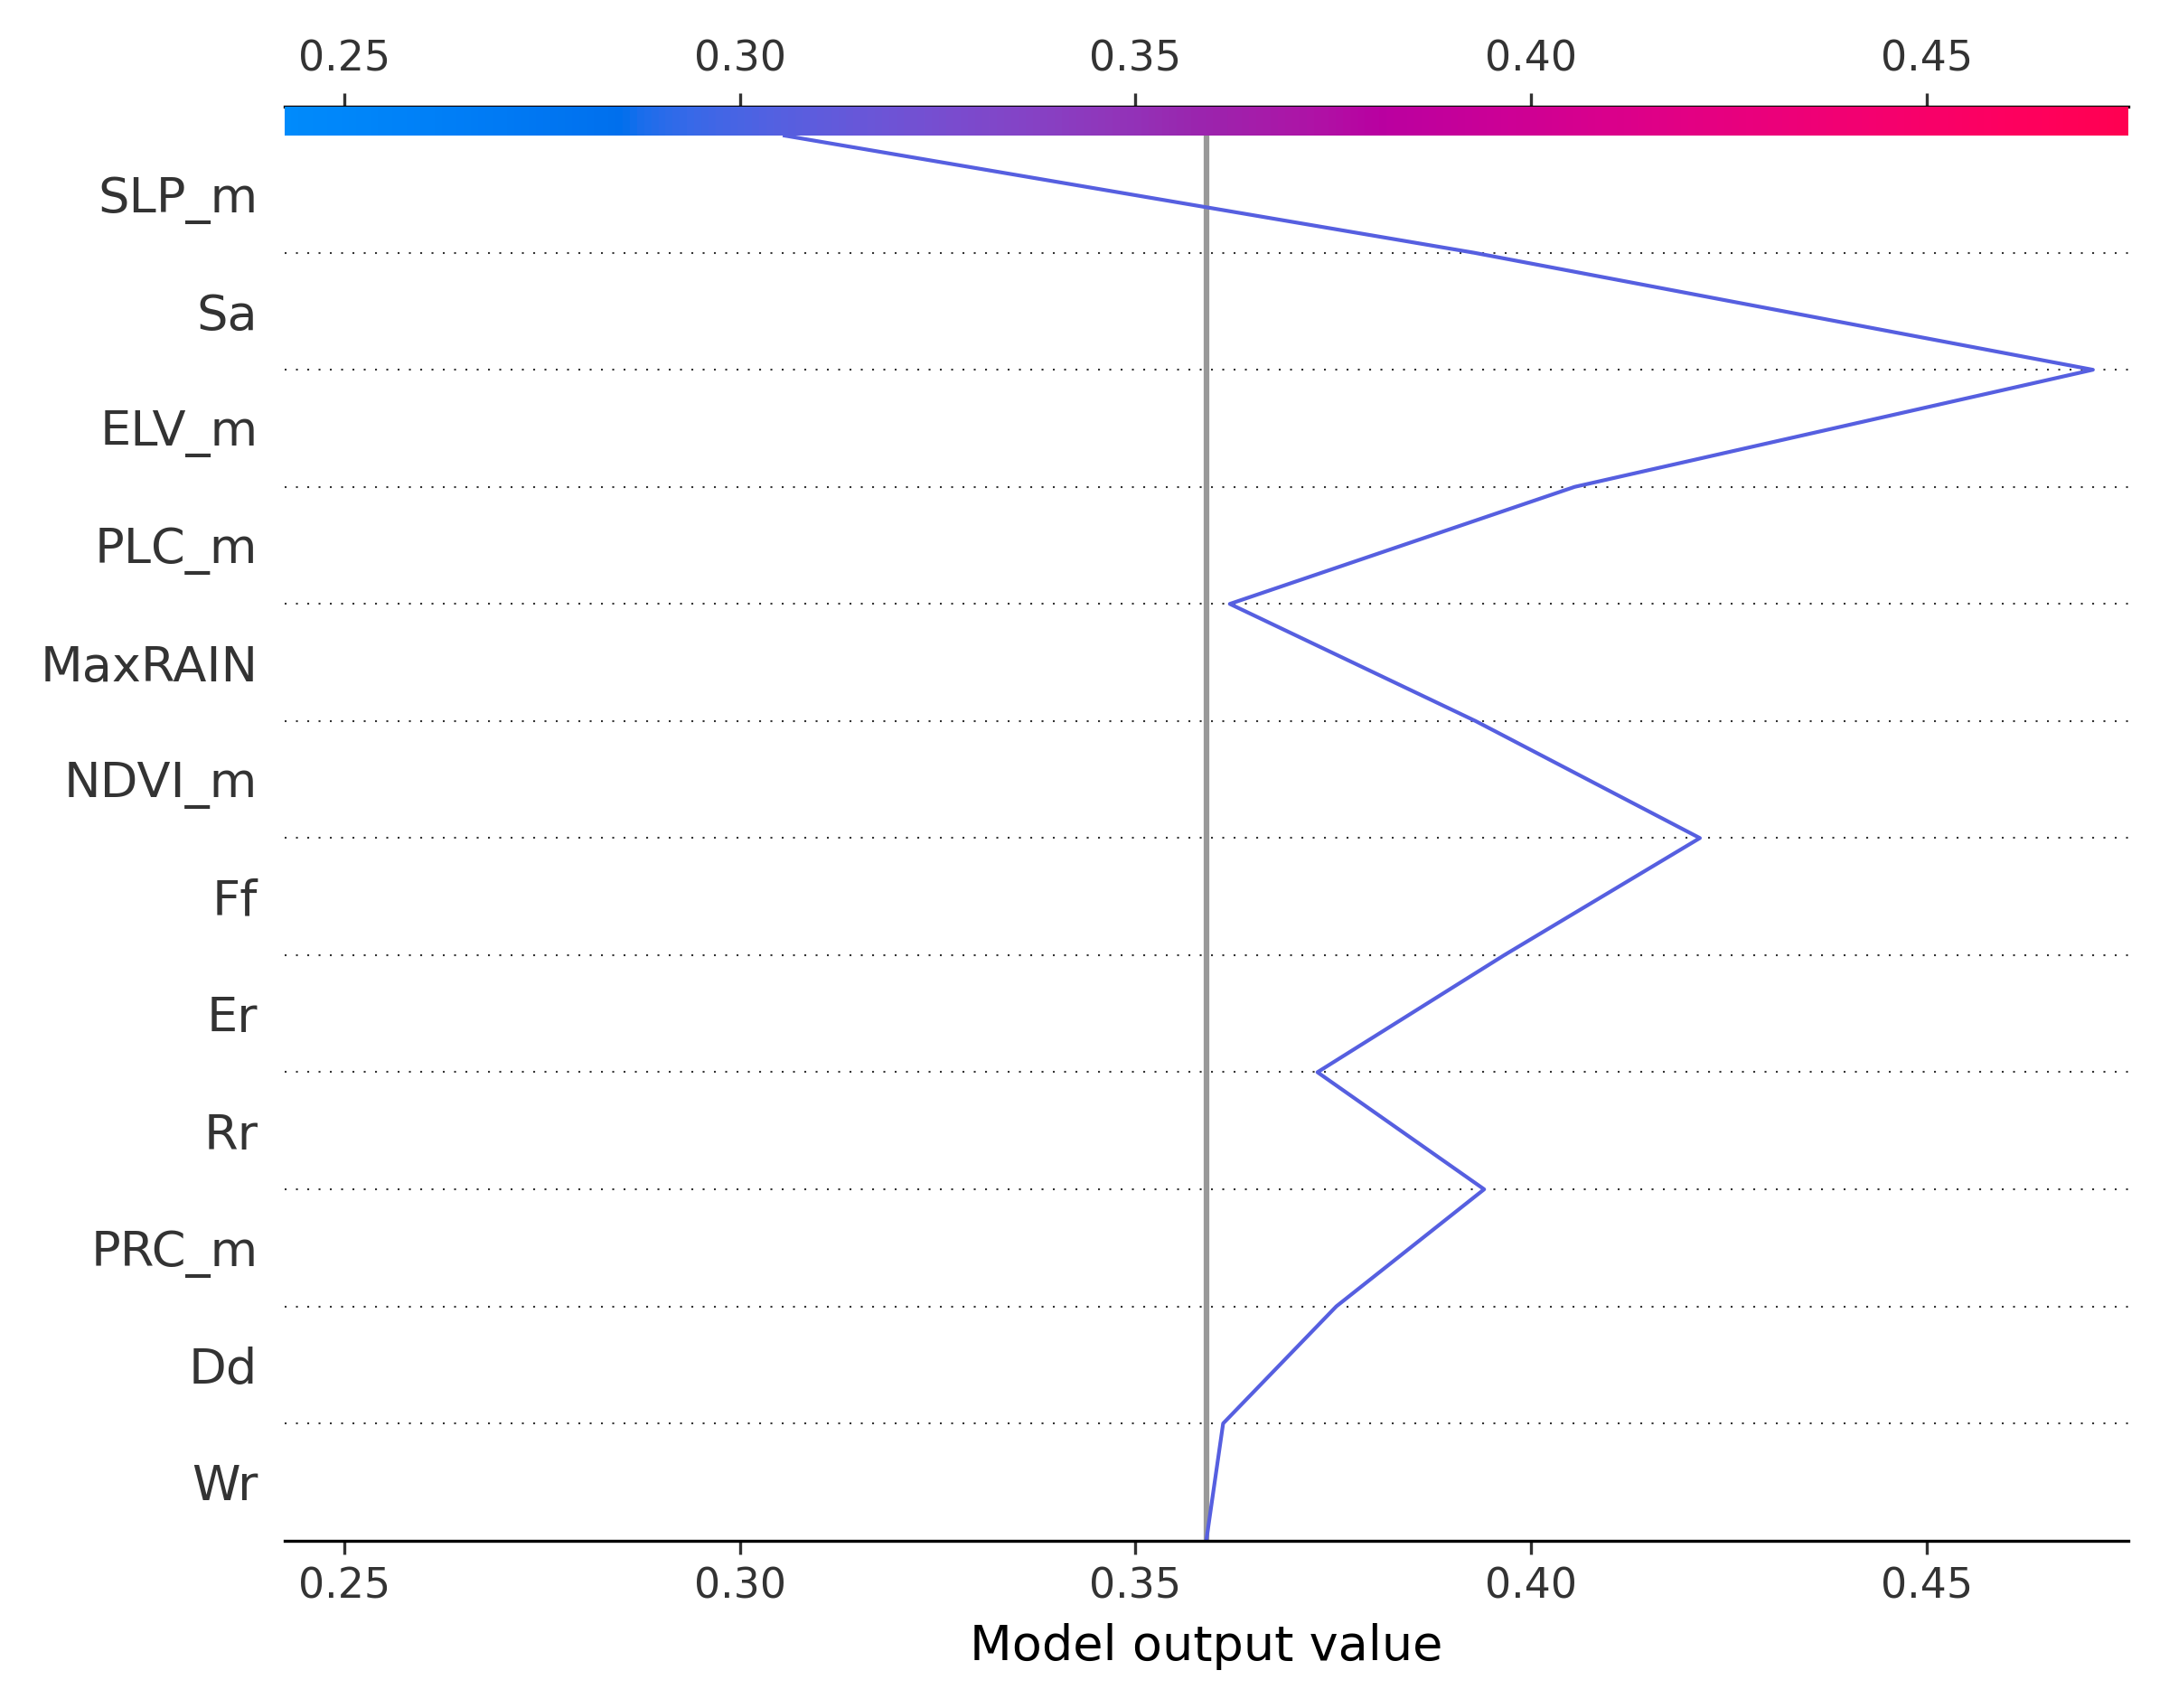 0.25 0.30 0.35 0.40 0.45
SLP_m
Sa
ELV_m
PLC_m
MaxRAIN
NDVI_m
Ff
Er
Rr
PRC_m
Dd
Wr
0.25 0.30 0.35 0.40 0.45
Model output value